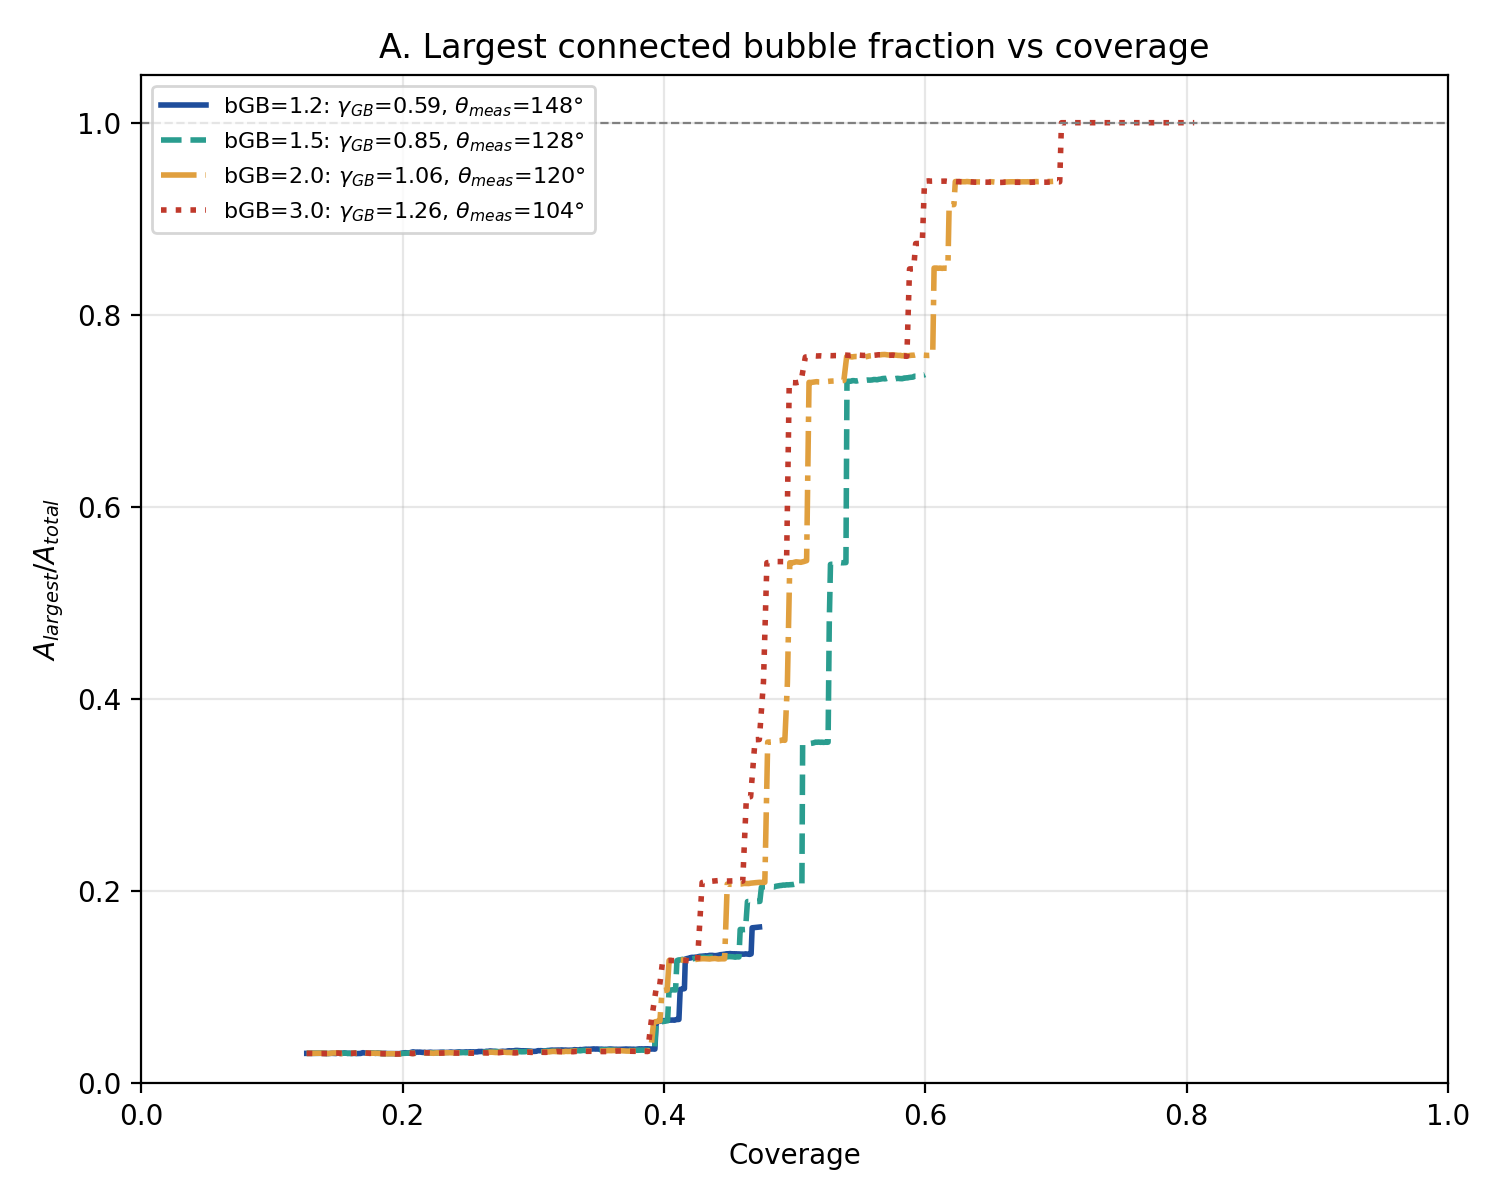 A. Largest connected bubble fraction vs coverage
bGB=1.2: γGB=0.59, θmeas=148°
bGB=1.5: γGB=0.85, θmeas=128°
bGB=2.0: γGB=1.06, θmeas=120°
bGB=3.0: γGB=1.26, θmeas=104°
1.0
0.8
0.6
0.4
0.2
0.0
Alargest/Atotal
0.0 0.2 0.4 0.6 0.8 1.0
Coverage